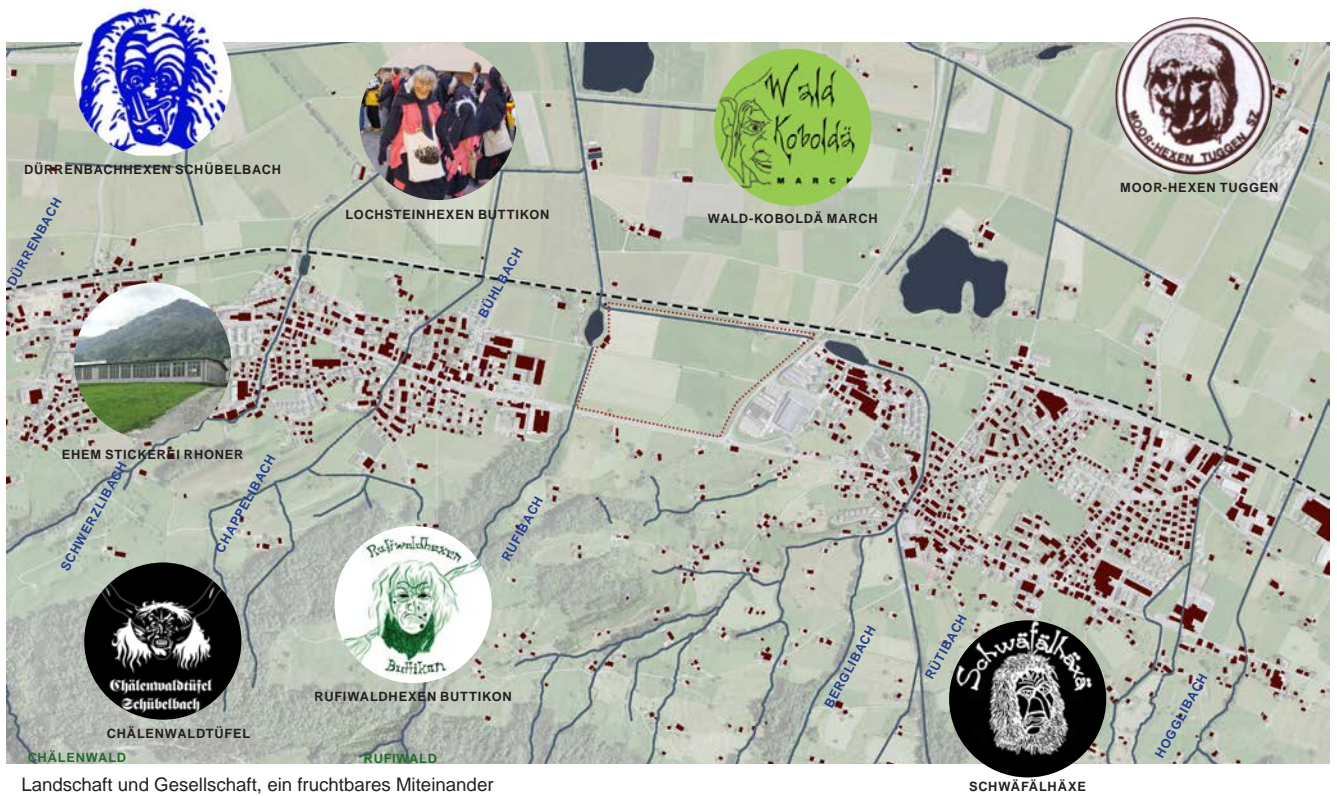 DÜRRENBACHHEXEN SCHÜBELBACH
LOCHSTEINHEXEN BUTTIKON
Wald
Koboldä
MARCH
WALD-KOBOLDÄ MARCH
MOOR-HEXEN TUGGEN SZ
MOOR-HEXEN TUGGEN
DÜRRENBACH
BÜHLBACH
EHEM STICKEREI RHONER
SCHWERZLIBACH
CHAPPELIBACH
RUFIBACH
Chälenwaldtüfel
Schübelbach
CHÄLENWALDTÜFEL
Rufiwaldhexen
Buttikon
RUFIWALDHEXEN BUTTIKON
BERGLIBACH
RÜTIBACH
HOGGLIBACH
Schwäfälhäxä
SCHWÄFÄLHÄXE
CHÄLENWALD
RUFIWALD
Landschaft und Gesellschaft, ein fruchtbares Miteinander